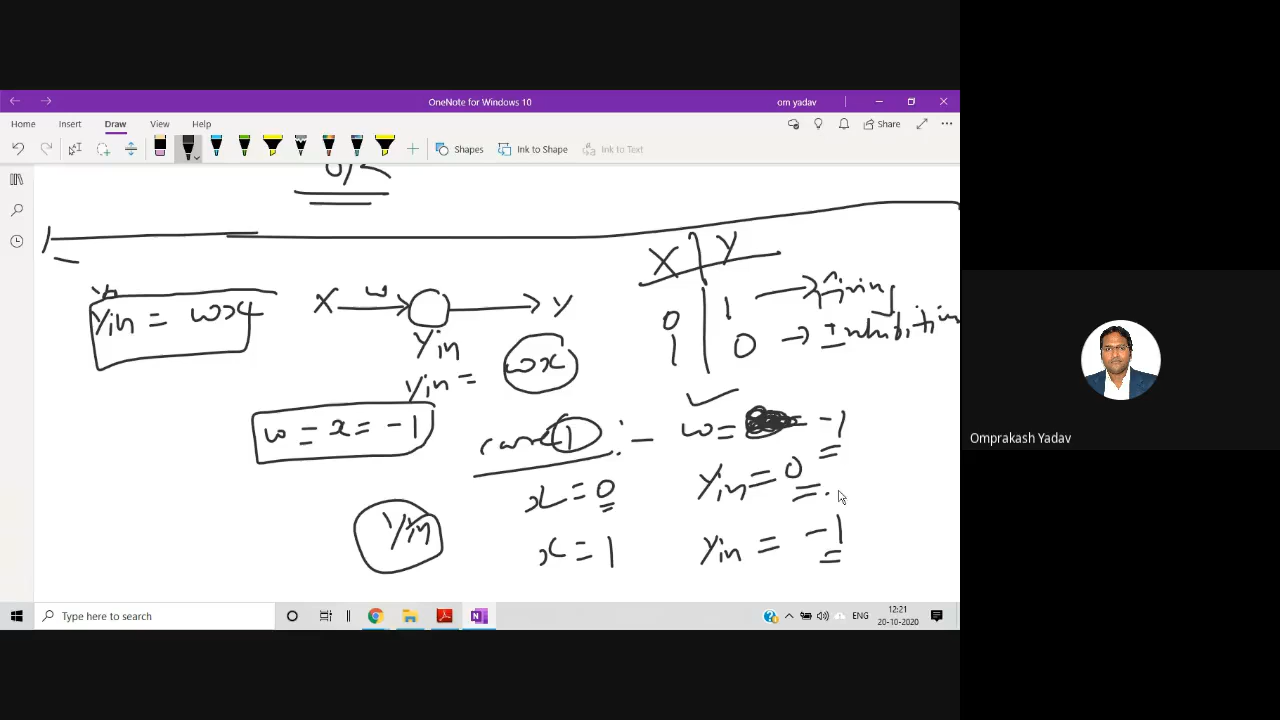 OneNote for Windows 10
om yadav
Home Insert Draw View Help
Share
Shapes
Ink to Shape
Ink to Text
X Y
0 1 → firing
1 0 → Inhibition
Yin = wx
X w Y
Yin
Yin = wx
w = x = -1
case 1 :- w = -1
x = 0 Yin = 0
Yin
x = 1 Yin = -1
Omprakash Yadav
Type here to search
ENG
12:21
20-10-2020